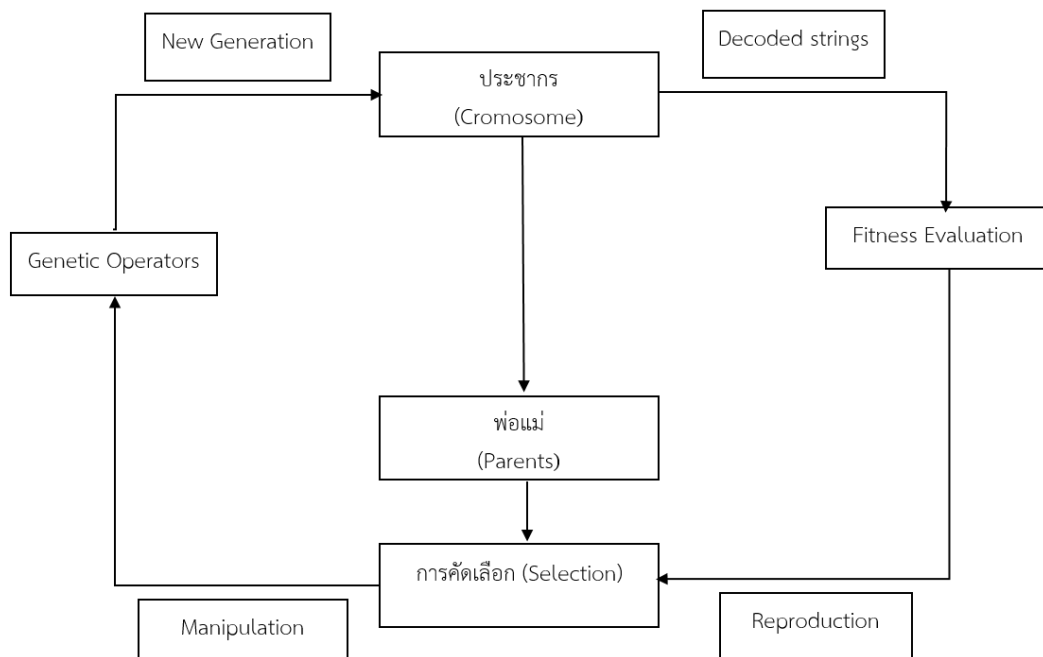 New Generation
Decoded strings
ประชากร
(Cromosome)
Genetic Operators
Fitness Evaluation
พ่อแม่
(Parents)
การคัดเลือก (Selection)
Manipulation
Reproduction